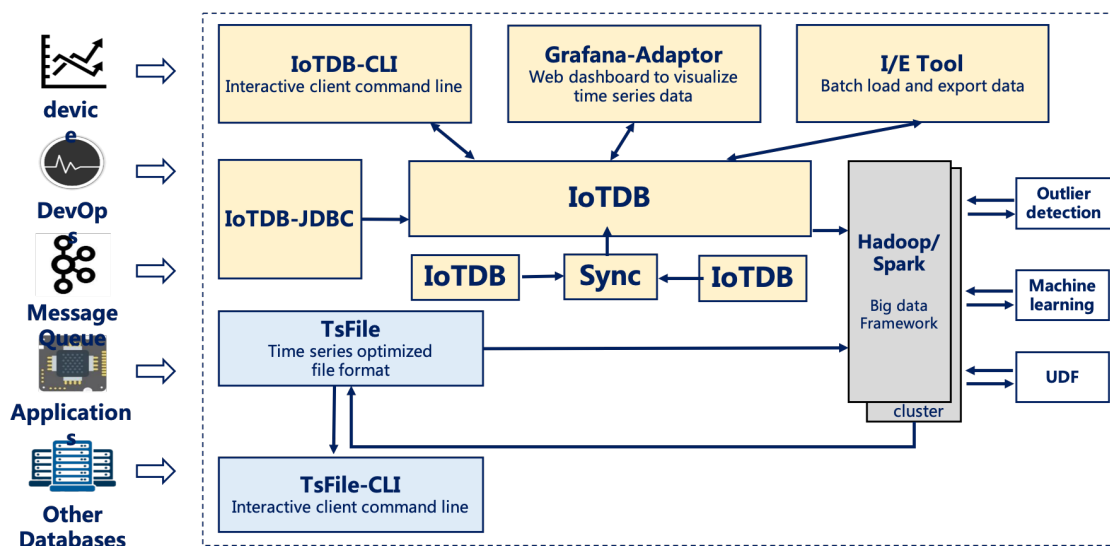 devic
e
DevOp
s
Message
Queue
Application
s
Other
Databases
IoTDB-CLI
Interactive client command line
Grafana-Adaptor
Web dashboard to visualize
time series data
I/E Tool
Batch load and export data
IoTDB-JDBC
IoTDB
IoTDB
Sync
IoTDB
TsFile
Time series optimized
file format
TsFile-CLI
Interactive client command line
Hadoop/
Spark
Big data
Framework
cluster
Outlier
detection
Machine
learning
UDF